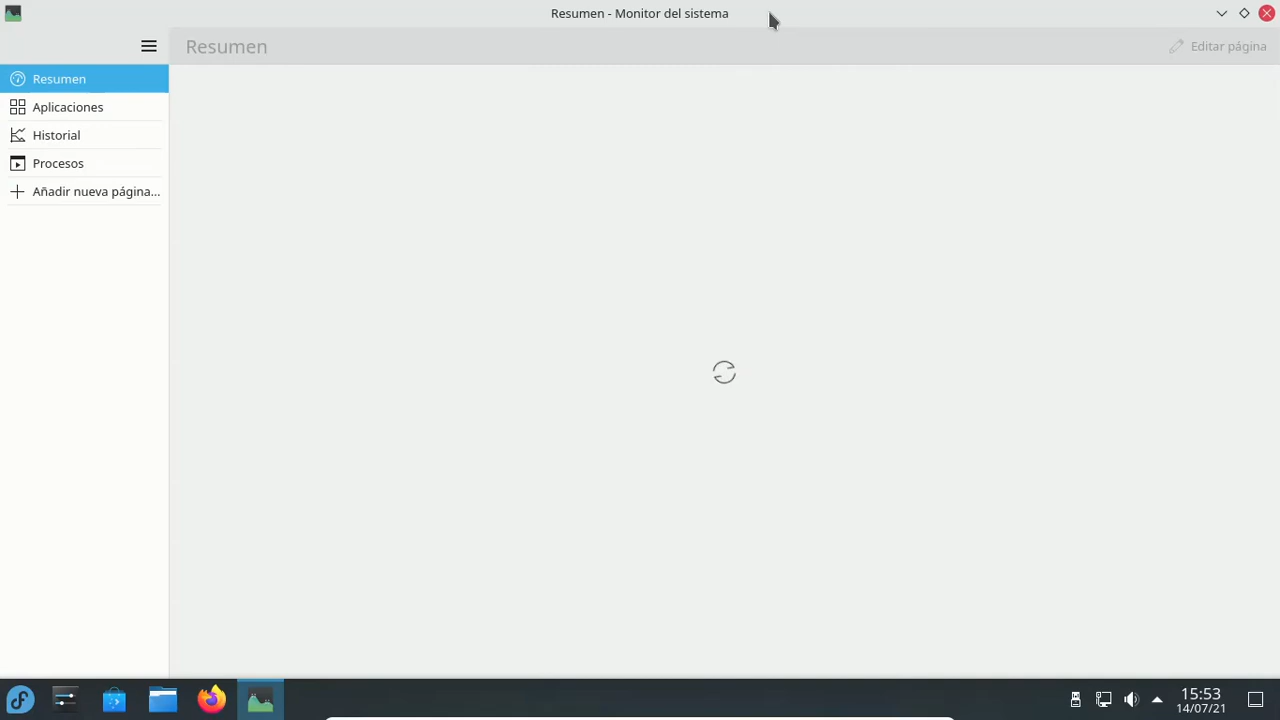 Resumen - Monitor del sistema
Resumen
Editar página
Resumen
Aplicaciones
Historial
Procesos
Añadir nueva página...
15:53
14/07/21